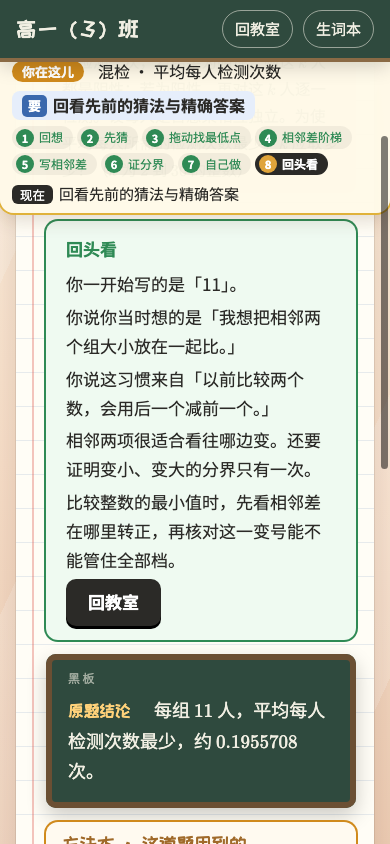 高一（3）班
回教室
生词本
你在这儿 混检 · 平均每人检测次数
要 回看先前的猜法与精确答案
1 回想 2 先猜 3 拖动找最低点 4 相邻差阶梯
5 写相邻差 6 证分界 7 自己做 8 回头看
现在 回看先前的猜法与精确答案
回头看
你一开始写的是「11」。
你说你当时想的是「我想把相邻两
个组大小放在一起比。」
你说这习惯来自「以前比较两个
数，会用后一个减前一个。」
相邻两项很适合看往哪边变。还要
证明变小、变大的分界只有一次。
比较整数的最小值时，先看相邻差
在哪里转正，再核对这一变号能不
能管住全部档。
回教室
黑板
原题结论 每组 11 人，平均每人
检测次数最少，约 0.1955708
次。
方法本 · 这道题用到的